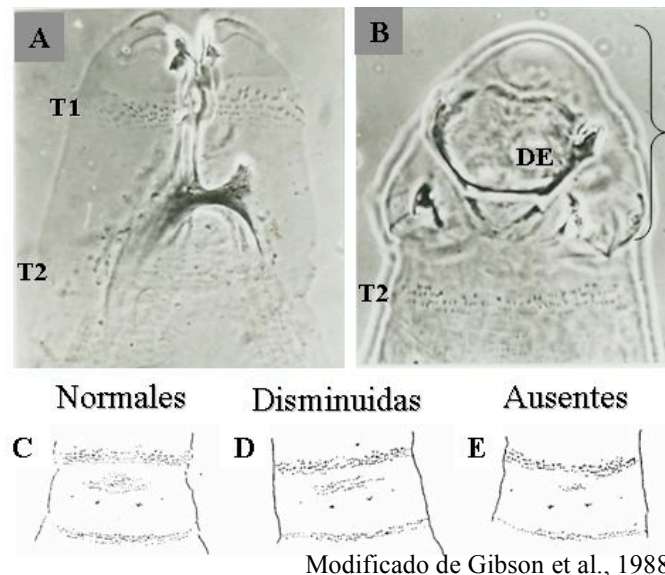 A
B
T1
DE
T2
T2
Normales
Disminuidas
Ausentes
C
D
E
Modificado de Gibson et al., 1988